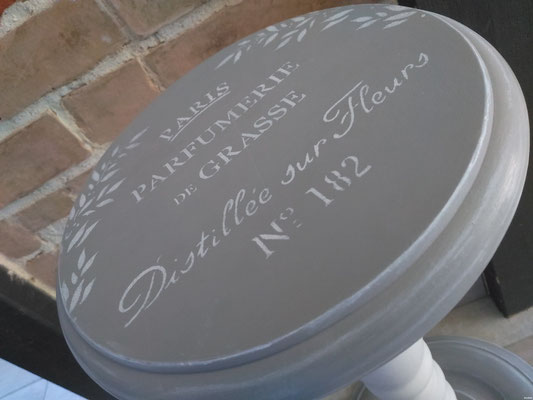 PARIS
PARFUMERIE
DE GRASSE
Distillée sur Fleurs
Nº 182